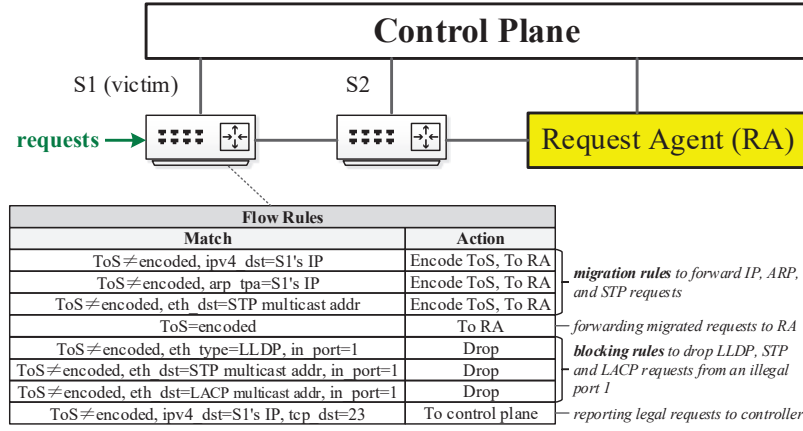 Control Plane
S1 (victim)
S2
requests
Request Agent (RA)
Flow Rules
Match
Action
ToS≠encoded, ipv4_dst=S1's IP
Encode ToS, To RA
ToS≠encoded, arp_tpa=S1's IP
Encode ToS, To RA
ToS≠encoded, eth_dst=STP multicast addr
Encode ToS, To RA
migration rules to forward IP, ARP,
and STP requests
ToS=encoded
To RA
forwarding migrated requests to RA
ToS≠encoded, eth_type=LLDP, in_port=1
Drop
ToS≠encoded, eth_dst=STP multicast addr, in_port=1
Drop
ToS≠encoded, eth_dst=LACP multicast addr, in_port=1
Drop
blocking rules to drop LLDP, STP
and LACP requests from an illegal
port 1
ToS≠encoded, ipv4_dst=S1's IP, tcp_dst=23
To control plane
reporting legal requests to controller